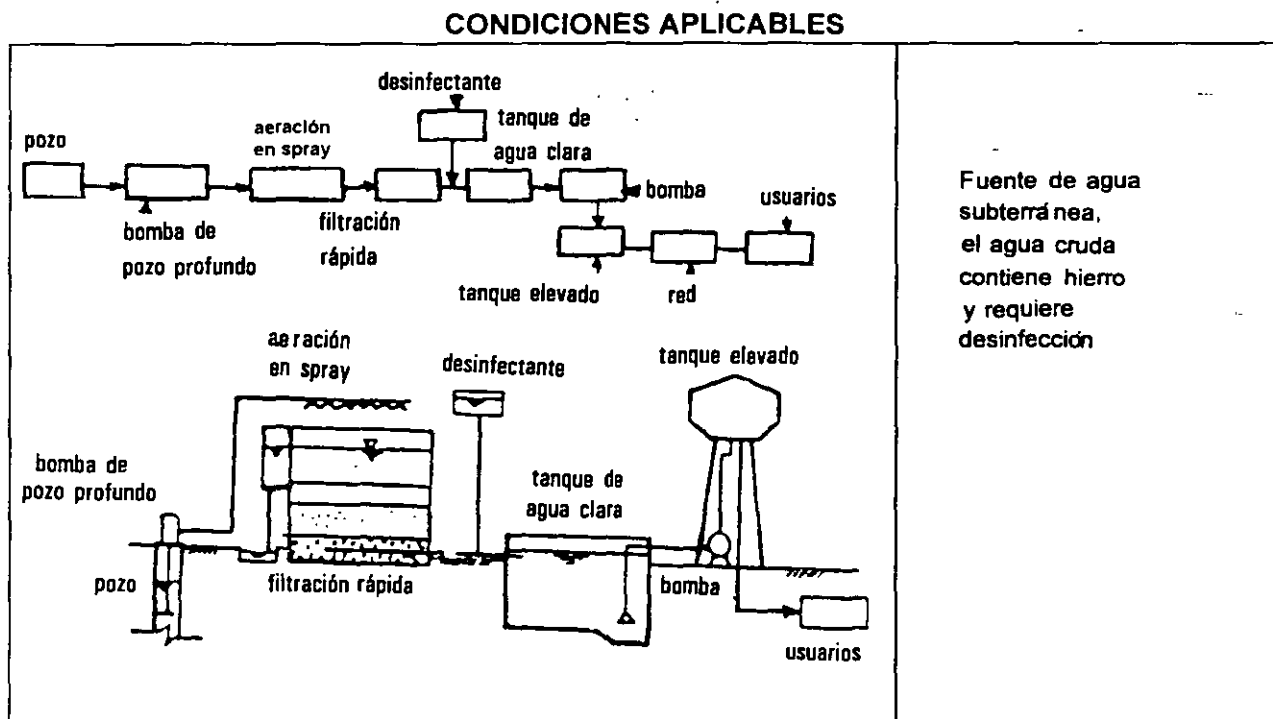 CONDICIONES APLICABLES
desinfectante
pozo
aeración
en spray
tanque de
agua clara
bomba
usuarios
bomba de
pozo profundo
filtración
rápida
tanque elevado
red
Fuente de agua
subterránea,
el agua cruda
contiene hierro
y requiere
desinfección
aeración
en spray
desinfectante
tanque elevado
bomba de
pozo profundo
tanque de
agua clara
pozo
filtración rápida
bomba
usuarios